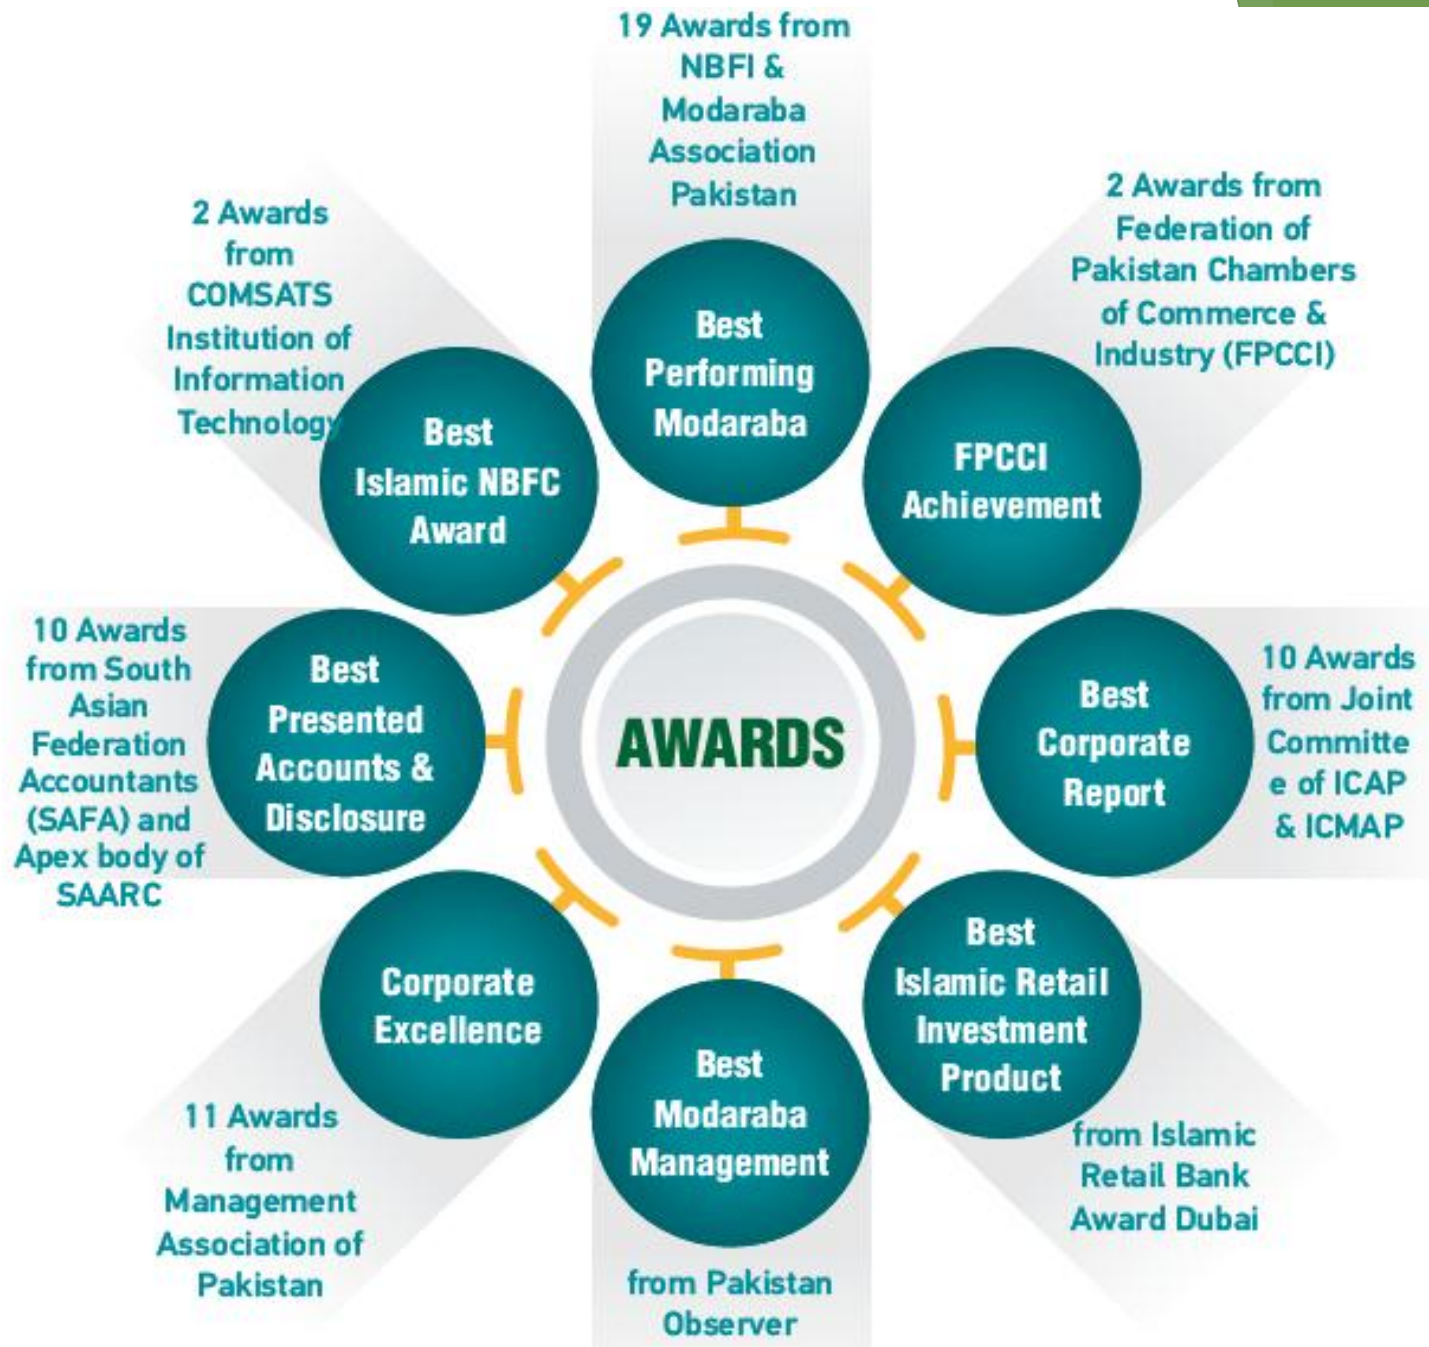 19 Awards from
NBFI &
Modaraba
Association
Pakistan
Best
Performing
Modaraba
2 Awards from
Federation of
Pakistan Chambers
of Commerce &
Industry (FPCCI)
FPCCI
Achievement
10 Awards
from Joint
Committe
e of ICAP
& ICMAP
Best
Corporate
Report
Best
Islamic Retail
Investment
Product
from Islamic
Retail Bank
Award Dubai
Best
Modaraba
Management
from Pakistan
Observer
Corporate
Excellence
11 Awards
from
Management
Association of
Pakistan
10 Awards
from South
Asian
Federation
Accountants
(SAFA) and
Apex body of
SAARC
Best
Presented
Accounts &
Disclosure
2 Awards
from
COMSATS
Institution of
Information
Technology
Best
Islamic NBFC
Award
AWARDS